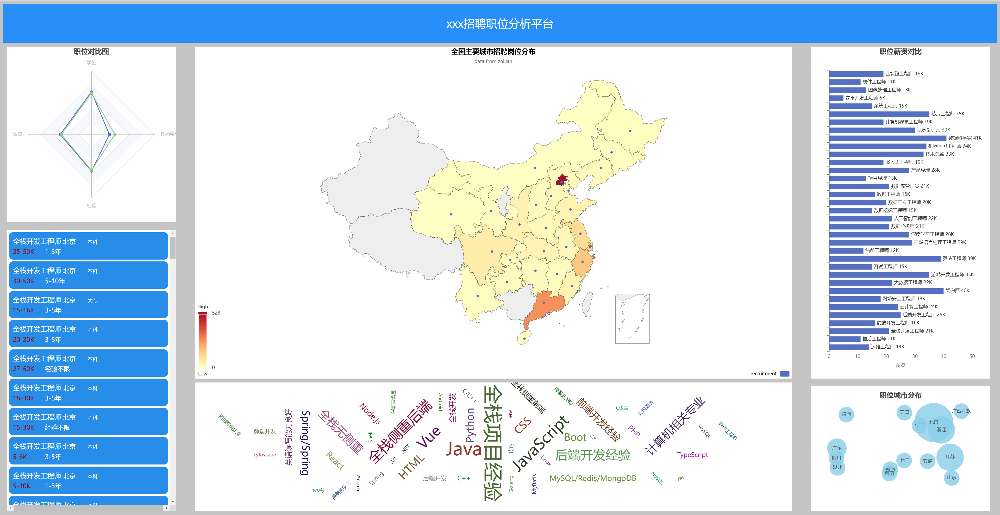 xxx招聘职位分析平台
职位对比图
学位
薪资
技能要
经验
全栈开发工程师 北京 本科
35-50K 1-3年
全栈开发工程师 北京 本科
30-50K 5-10年
全栈开发工程师 北京 大专
15-16K 3-5年
全栈开发工程师 北京 本科
20-30K 3-5年
全栈开发工程师 北京 本科
27-50K 经验不限
全栈开发工程师 北京 本科
18-30K 3-5年
全栈开发工程师 北京 本科
15-30K 经验不限
全栈开发工程师 北京 本科
5-6K 3-5年
全栈开发工程师 北京 本科
5-10K 1-3年
全栈开发工程师 北京 本科
全国主要城市招聘岗位分布
data from zhilian
High
528
0
Low
recruitment:
图形图像处理
前端开发
cytoscape
英语读写能力良好
Spring/Spring
neo4j
全栈无侧重
React
英美留学生
Angular
Node.js
Shell
Spring
留学生优先
全栈侧重后端
GIT
.NET
HTML
Vue
后端开发
Android
全栈开发
C/C++
Python
Java
C++
全栈项目经验
全栈侧重前端
vue
CSS
SQL
Golang
JavaScript
Linux
MyBatis
微服务架构
前端开发经验
Boot
C#
后端开发经验
MySQL/Redis/MongoDB
C语言
PHP
知识图谱
计算机相关专业
NoSQL
g6
TypeScript
MySQL
软件工程师
职位薪资对比
区块链工程师 19K
硬件工程师 11K
图像处理工程师 13K
安卓开发工程师 5K
系统工程师 15K
芯片工程师 35K
计算机视觉工程师 19K
视觉设计师 30K
数据科学家 41K
机器学习工程师 34K
技术总监 33K
嵌入式工程师 19K
产品经理 28K
项目经理 13K
数据库管理员 21K
数据工程师 16K
数据开发工程师 20K
数据挖掘工程师 15K
人工智能工程师 22K
数据分析师 21K
深度学习工程师 28K
自然语言处理工程师 29K
售前工程师 12K
算法工程师 39K
测试工程师 15K
游戏开发工程师 35K
大数据工程师 22K
架构师 40K
网络安全工程师 18K
云计算工程师 24K
后端开发工程师 25K
前端开发工程师 16K
全栈开发工程师 21K
售后工程师 11K
运维工程师 14K
0 10 20 30 40 50
薪资
职位城市分布
陕西
天津
广西壮族
北京
辽宁
浙江
广东
四川
湖北
上海
安徽
江苏
河南
海南
山东